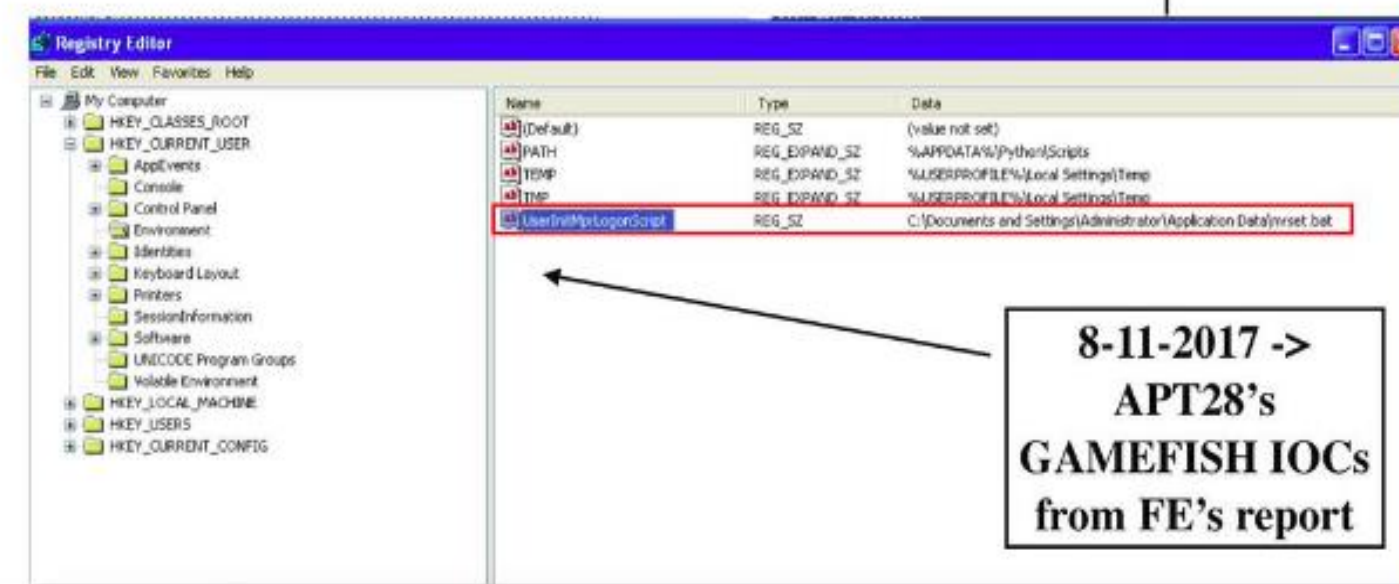 Registry Editor
File Edit View Favorites Help
My Computer
HKEY_CLASSES_ROOT
HKEY_CURRENT_USER
AppEvents
Console
Control Panel
Environment
Identities
Keyboard Layout
Printers
SessionInformation
Software
UNICODE Program Groups
Volatile Environment
HKEY_LOCAL_MACHINE
HKEY_USERS
HKEY_CURRENT_CONFIG
Name Type Data
(Default) REG_SZ (value not set)
PATH REG_EXPAND_SZ %APPDATA%\Python\Scripts
TEMP REG_EXPAND_SZ %USERPROFILE%\Local Settings\Temp
TMP REG_EXPAND_SZ %USERPROFILE%\Local Settings\Temp
UserInitMprLogonScript REG_SZ C:\Documents and Settings\Administrator\Application Data\mrset.bat
8-11-2017 ->
APT28's
GAMEFISH IOCs
from FE's report